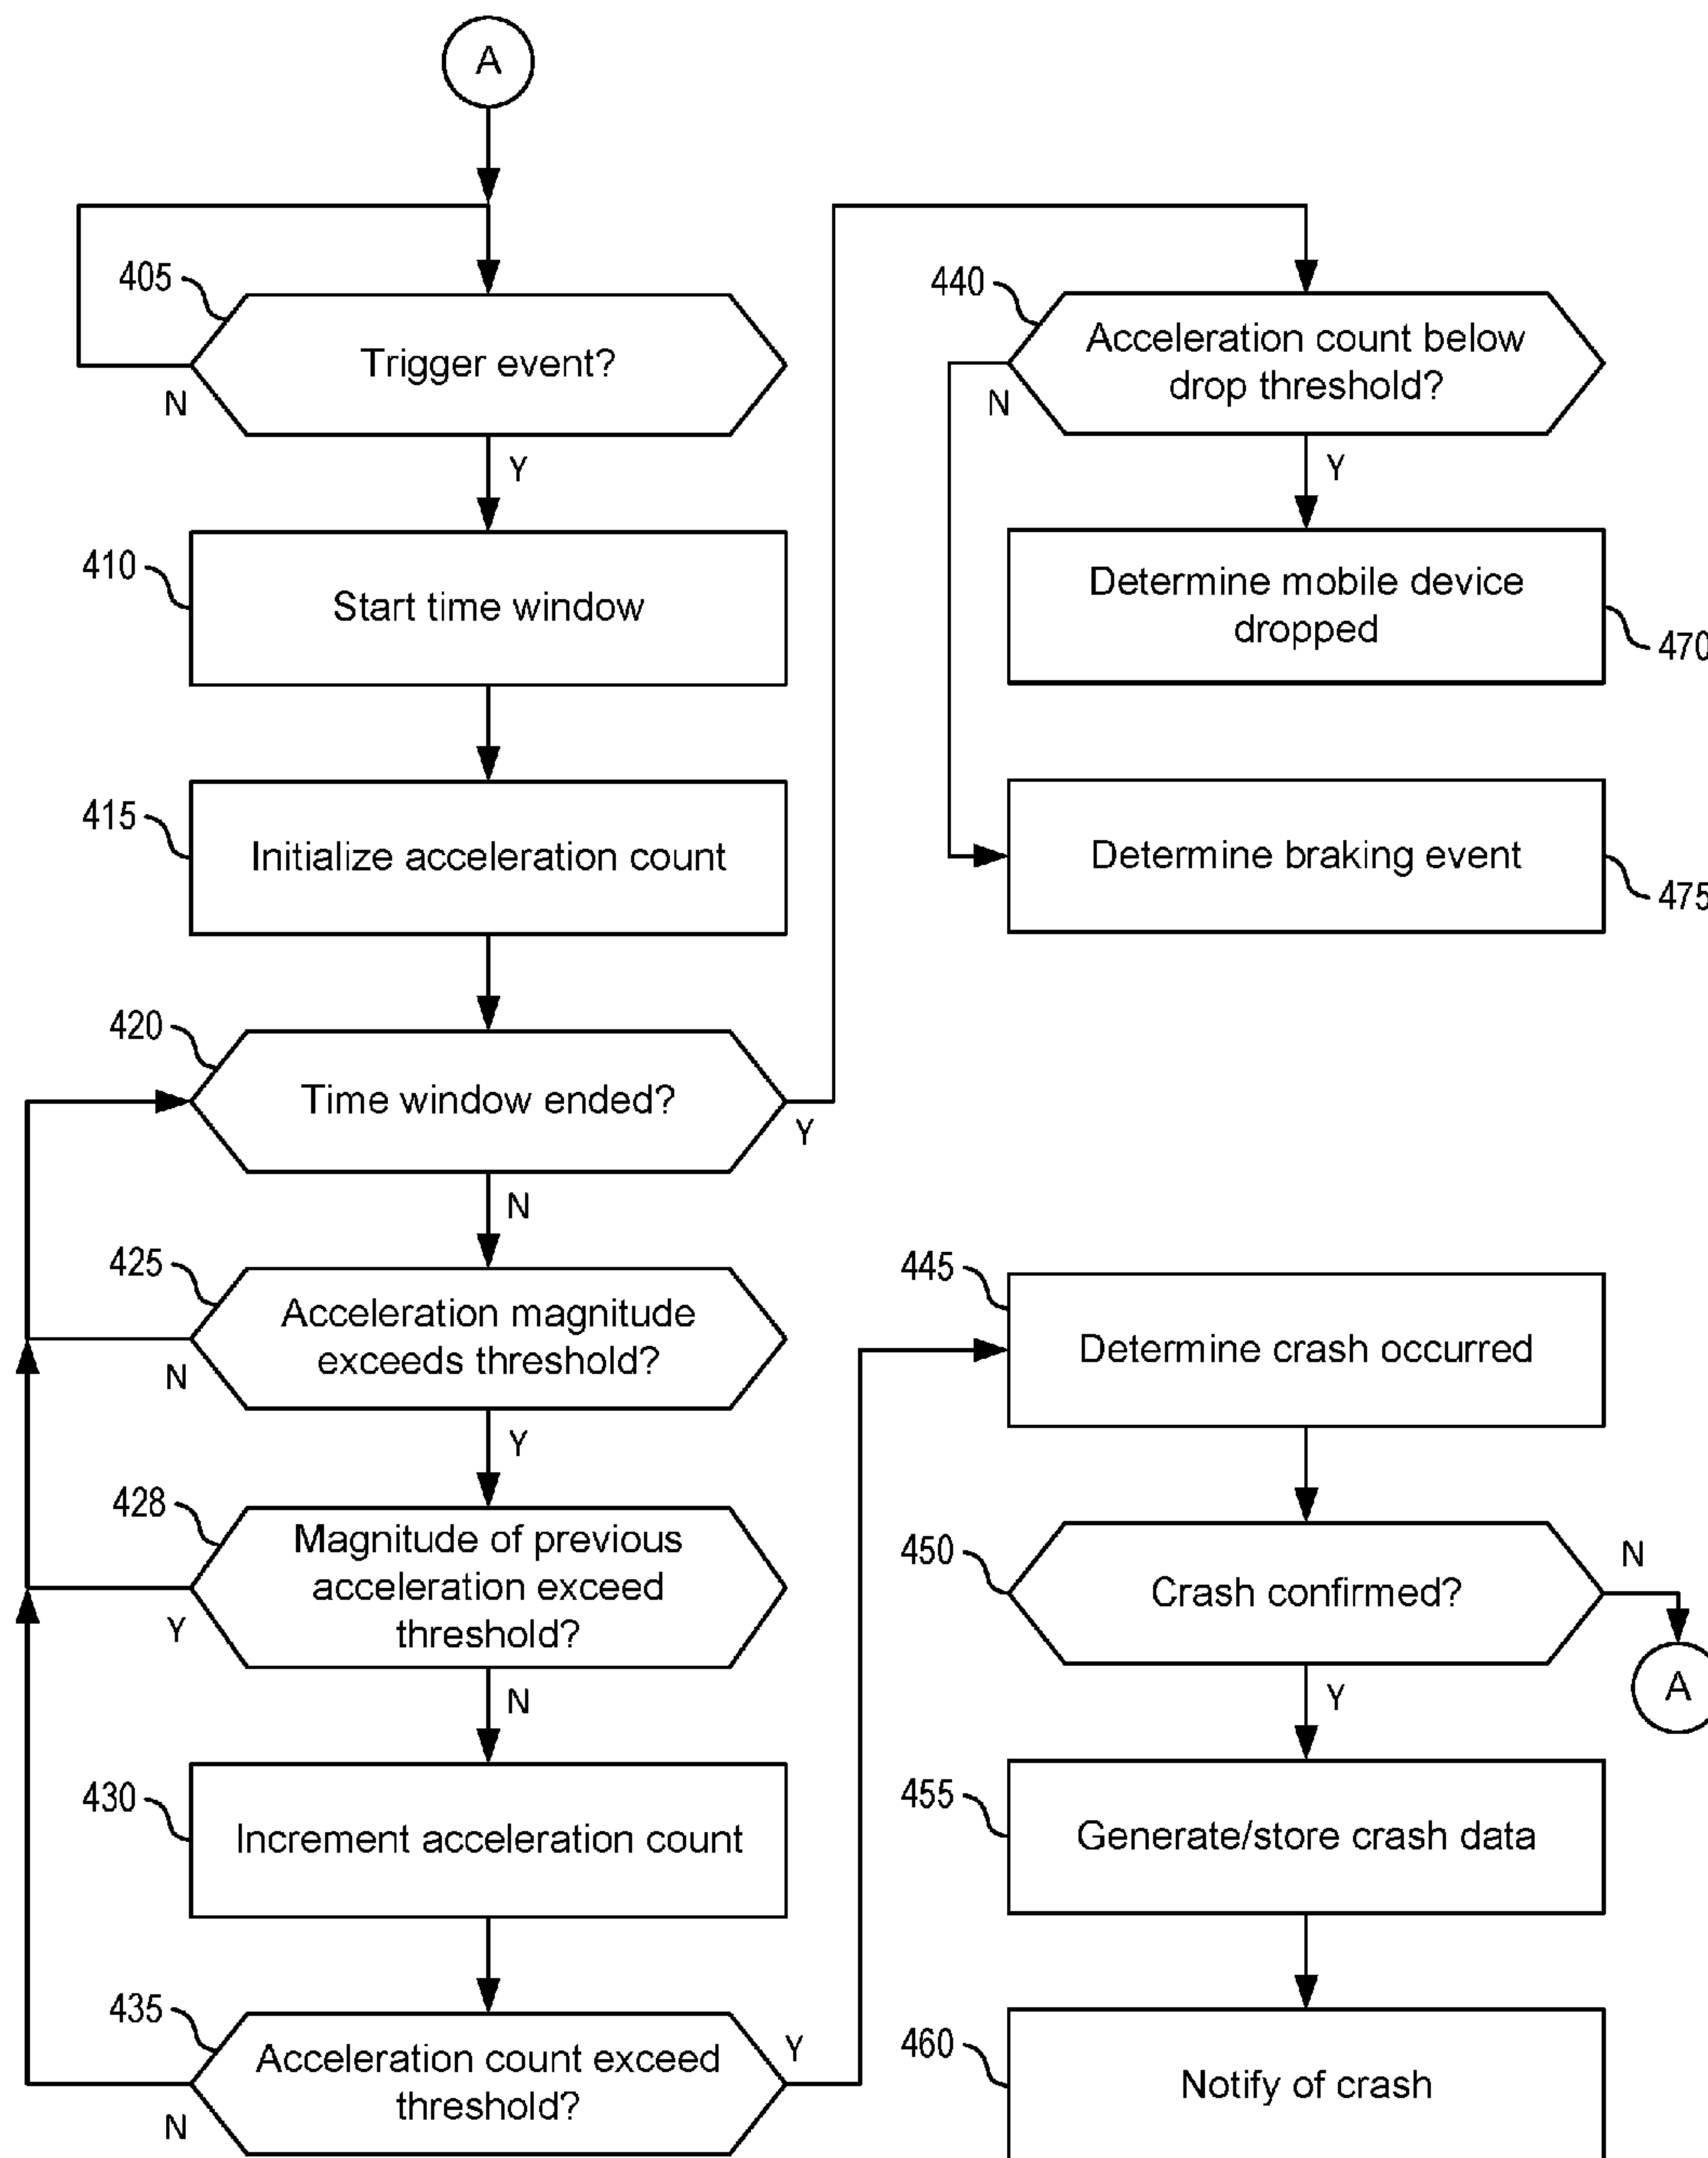 A
405
Trigger event?
N
Y
410
Start time window
415
Initialize acceleration count
420
Time window ended?
Y
N
425
Acceleration magnitude
exceeds threshold?
N
Y
428
Magnitude of previous
acceleration exceed
threshold?
Y
N
430
Increment acceleration count
435
Acceleration count exceed
threshold?
Y
N
440
Acceleration count below
drop threshold?
N
Y
Determine mobile device
dropped
470
Determine braking event
475
445
Determine crash occurred
450
Crash confirmed?
N
A
Y
455
Generate/store crash data
460
Notify of crash